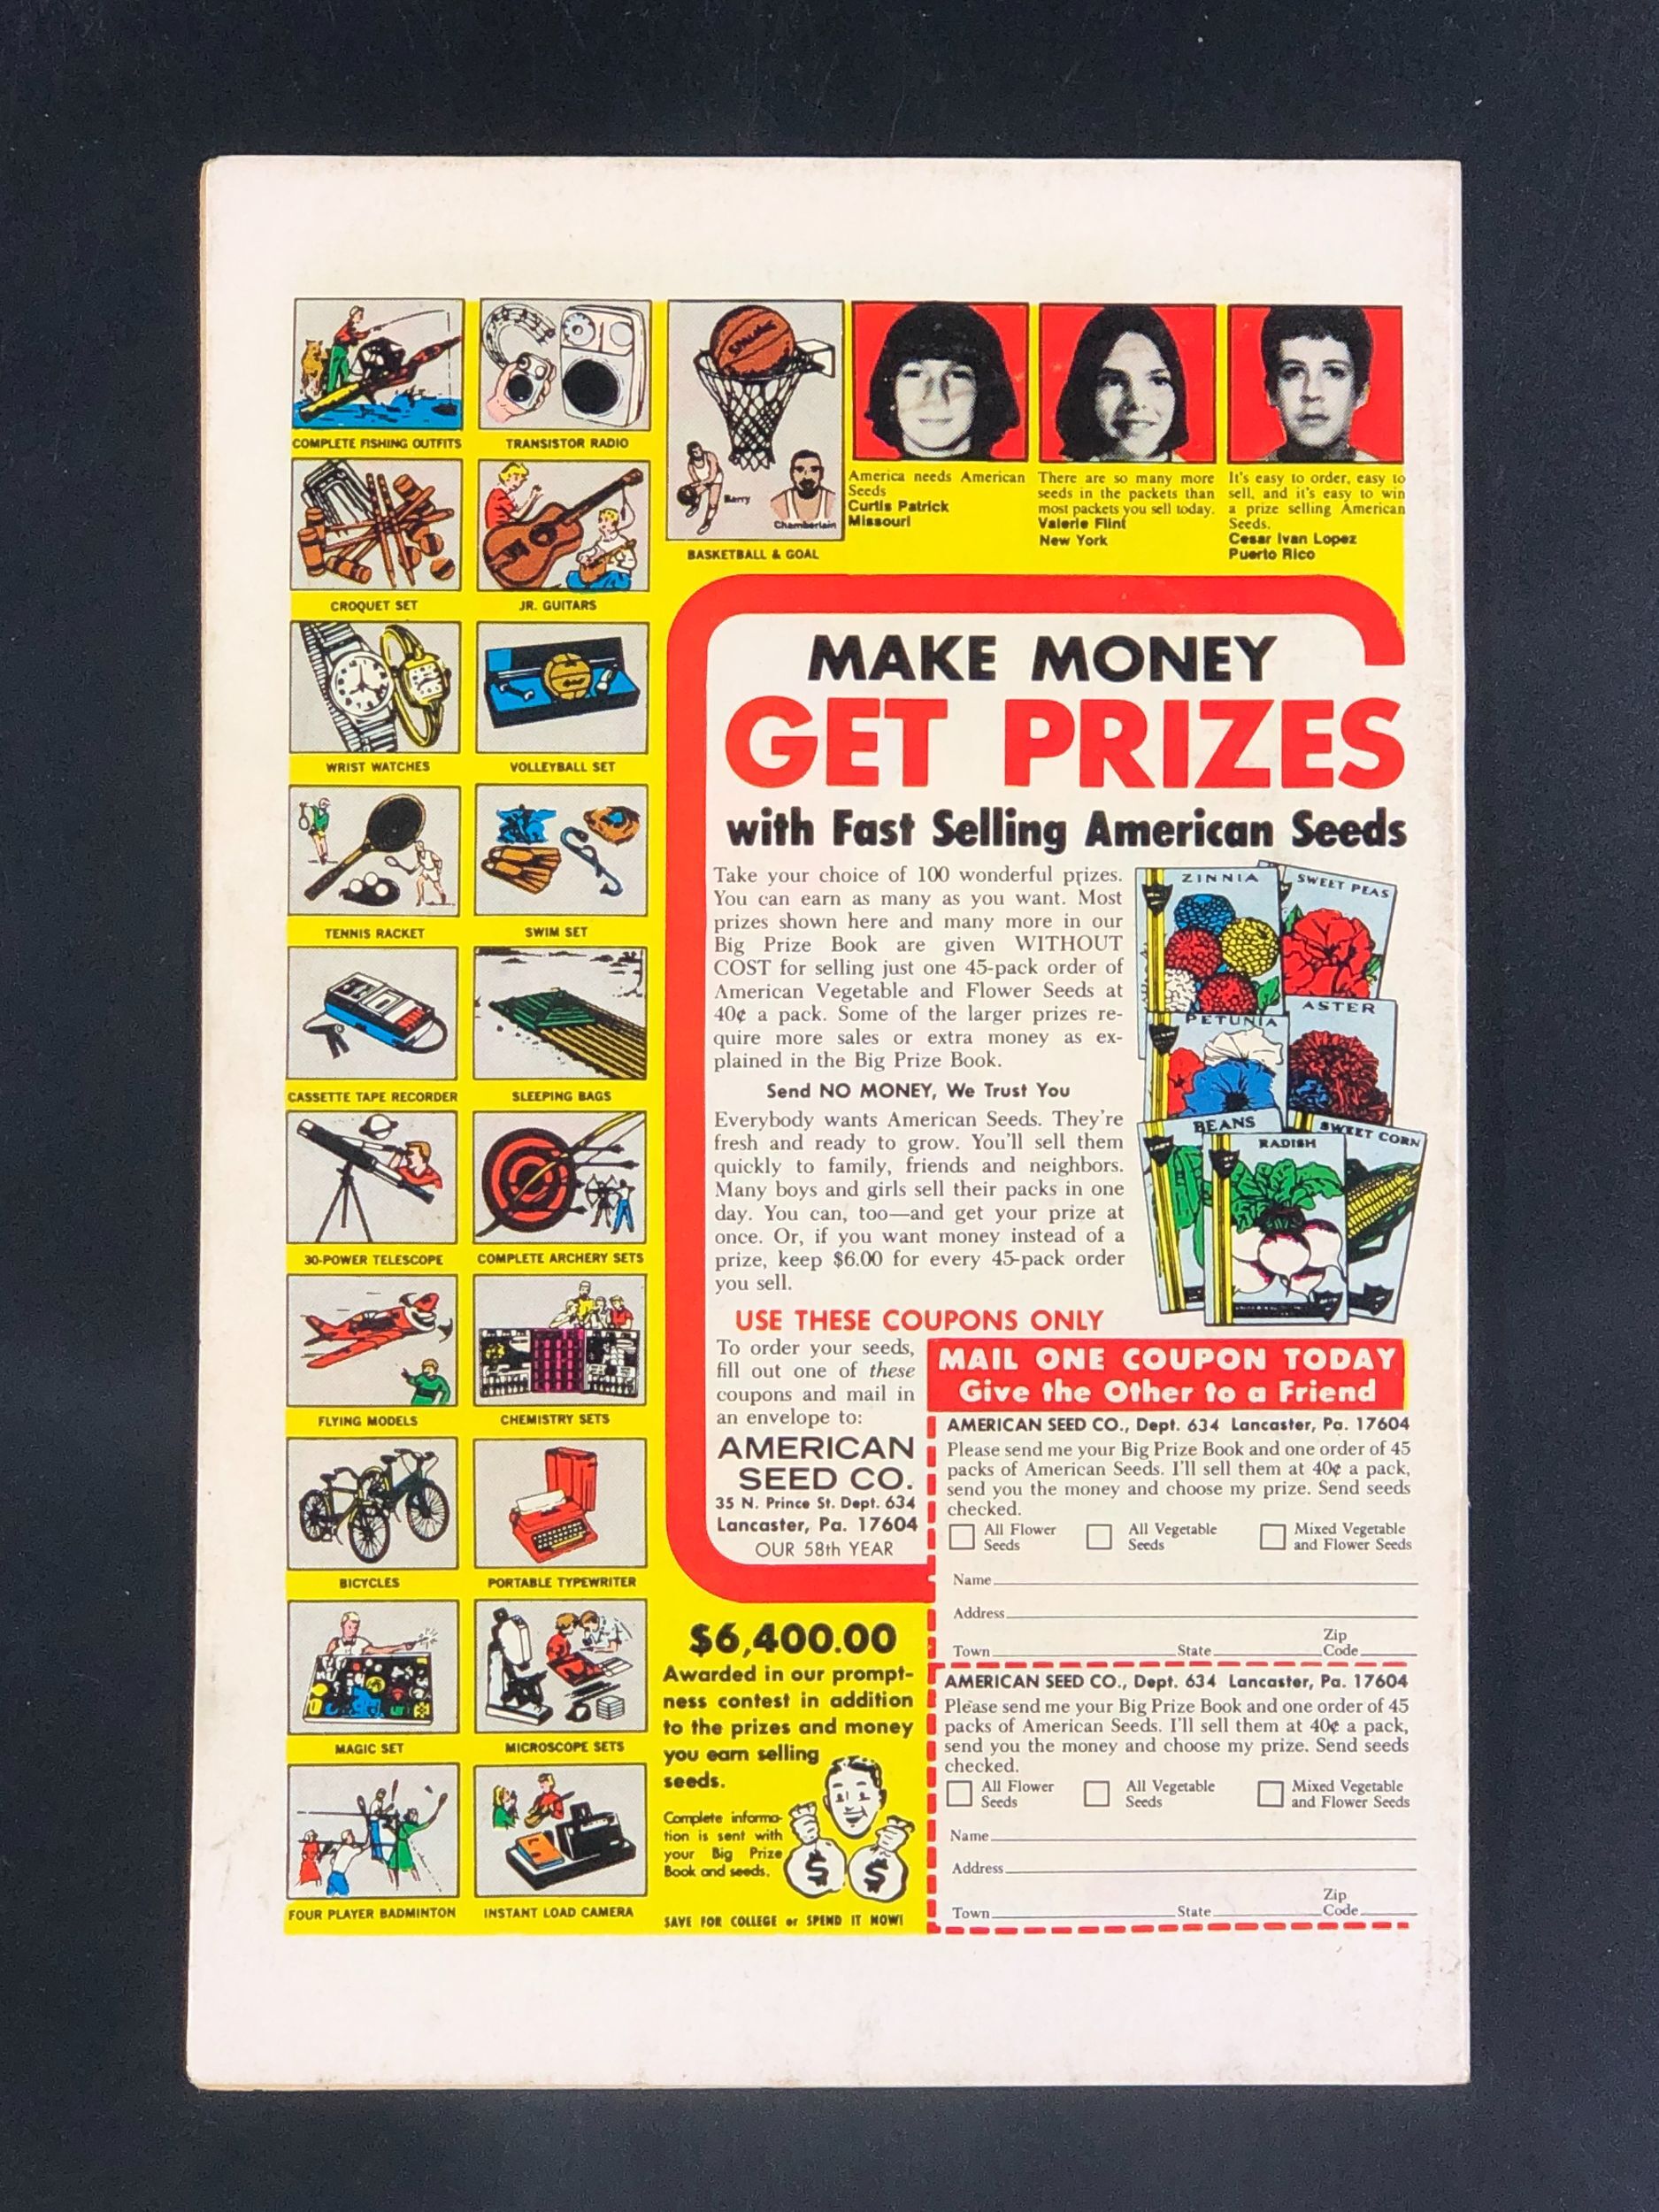 COMPLETE FISHING OUTFITS
TRANSISTOR RADIO
CROQUET SET
JR. GUITARS
WRIST WATCHES
VOLLEYBALL SET
TENNIS RACKET
SWIM SET
CASSETTE TAPE RECORDER
SLEEPING BAGS
30-POWER TELESCOPE
COMPLETE ARCHERY SETS
FLYING MODELS
CHEMISTRY SETS
BICYCLES
PORTABLE TYPEWRITER
MAGIC SET
MICROSCOPE SETS
FOUR PLAYER BADMINTON
INSTANT LOAD CAMERA
SPALDING
Barry
Chamberlain
BASKETBALL & GOAL
America needs American
Seeds
Curtis Patrick
Missouri
There are so many more
seeds in the packets than
most packets you sell today.
Valerie Flint
New York
It's easy to order, easy to
sell, and it's easy to win
a prize selling American
Seeds.
Cesar Ivan Lopez
Puerto Rico
MAKE MONEY
GET PRIZES
with Fast Selling American Seeds
Take your choice of 100 wonderful prizes.
You can earn as many as you want. Most
prizes shown here and many more in our
Big Prize Book are given WITHOUT
COST for selling just one 45-pack order of
American Vegetable and Flower Seeds at
40¢ a pack. Some of the larger prizes re-
quire more sales or extra money as ex-
plained in the Big Prize Book.
Send NO MONEY, We Trust You
Everybody wants American Seeds. They're
fresh and ready to grow. You'll sell them
quickly to family, friends and neighbors.
Many boys and girls sell their packs in one
day. You can, too—and get your prize at
once. Or, if you want money instead of a
prize, keep $6.00 for every 45-pack order
you sell.
ZINNIA
SWEET PEAS
PETUNIA
ASTER
BEANS
RADISH
SWEET CORN
USE THESE COUPONS ONLY
To order your seeds,
fill out one of these
coupons and mail in
an envelope to:
AMERICAN
SEED CO.
35 N. Prince St. Dept. 634
Lancaster, Pa. 17604
OUR 58th YEAR
$6,400.00
Awarded in our prompt-
ness contest in addition
to the prizes and money
you earn selling
seeds.
Complete informa-
tion is sent with
your Big Prize
Book and seeds.
$ $
SAVE FOR COLLEGE or SPEND IT NOW!
MAIL ONE COUPON TODAY
Give the Other to a Friend
AMERICAN SEED CO., Dept. 634 Lancaster, Pa. 17604
Please send me your Big Prize Book and one order of 45
packs of American Seeds. I'll sell them at 40¢ a pack,
send you the money and choose my prize. Send seeds
checked.
All Flower Seeds
All Vegetable Seeds
Mixed Vegetable and Flower Seeds
Name
Address
Town State Zip Code
AMERICAN SEED CO., Dept. 634 Lancaster, Pa. 17604
Please send me your Big Prize Book and one order of 45
packs of American Seeds. I'll sell them at 40¢ a pack,
send you the money and choose my prize. Send seeds
checked.
All Flower Seeds
All Vegetable Seeds
Mixed Vegetable and Flower Seeds
Name
Address
Town State Zip Code